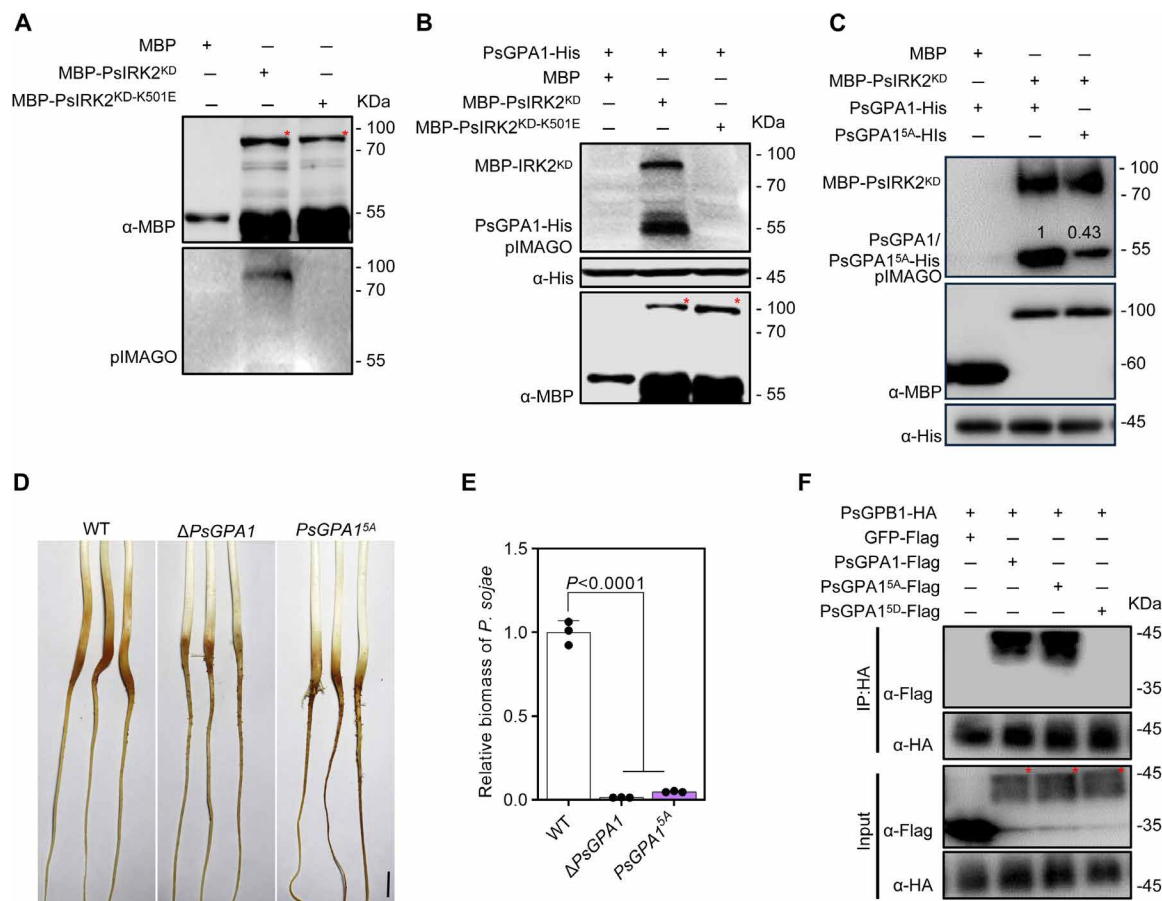 A
MBP + — —
MBP-PsIRK2ᴷᴰ — + —
MBP-PsIRK2ᴷᴰ⁻ᴷ⁵⁰¹ᴱ — — + KDa
* *
- 100
- 70
- 55
α-MBP
- 100
- 70
- 55
pIMAGO
B
PsGPA1-His + + +
MBP + — —
MBP-PsIRK2ᴷᴰ — + —
MBP-PsIRK2ᴷᴰ⁻ᴷ⁵⁰¹ᴱ — — + KDa
MBP-IRK2ᴷᴰ
- 100
- 70
PsGPA1-His
pIMAGO
- 55
α-His - 45
* *
- 100
- 70
- 55
α-MBP
C
MBP + — —
MBP-PsIRK2ᴷᴰ — + +
PsGPA1-His + + —
PsGPA1⁵ᴬ-HIs — — + KDa
MBP-PsIRK2ᴷᴰ
- 100
- 70
1 0.43
PsGPA1/
PsGPA1⁵ᴬ-His
pIMAGO
- 55
-100
-60
α-MBP
-45
α-His
D
WT ΔPsGPA1 PsGPA1⁵ᴬ
E
Relative biomass of P. sojae
1.5
1.0
0.5
0.0
P<0.0001
WT
ΔPsGPA1
PsGPA1⁵ᴬ
F
PsGPB1-HA + + + +
GFP-Flag + — — —
PsGPA1-Flag — + — —
PsGPA1⁵ᴬ-Flag — — + —
PsGPA1⁵ᴰ-Flag — — — + KDa
IP:HA
-45
α-Flag
-35
α-HA -45
Input
* * *
-45
α-Flag -35
α-HA
-45